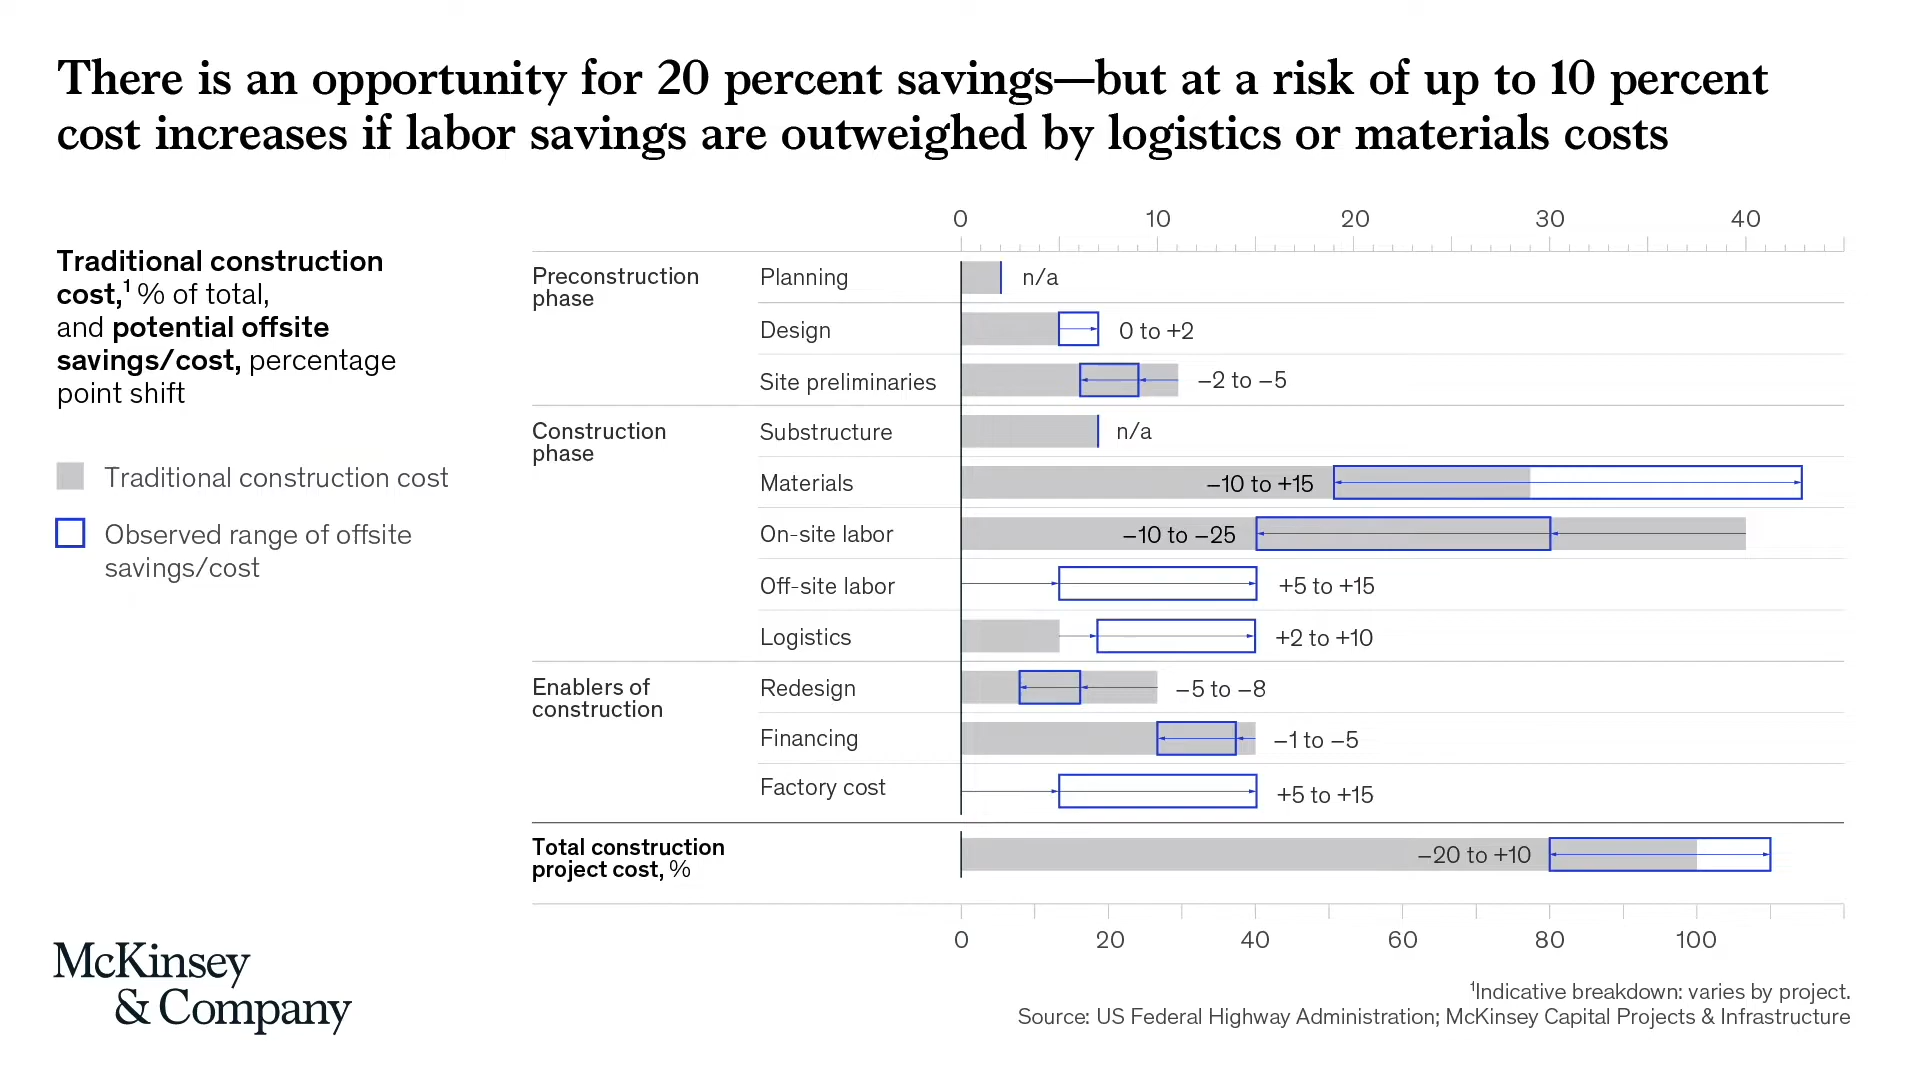 There is an opportunity for 20 percent savings—but at a risk of up to 10 percent
cost increases if labor savings are outweighed by logistics or materials costs
Traditional construction
cost,¹ % of total,
and potential offsite
savings/cost, percentage
point shift
Traditional construction cost
Observed range of offsite
savings/cost
0 10 20 30 40
Preconstruction
phase
Planning n/a
Design 0 to +2
Site preliminaries –2 to –5
Construction
phase
Substructure n/a
Materials –10 to +15
On-site labor –10 to –25
Off-site labor +5 to +15
Logistics +2 to +10
Enablers of
construction
Redesign –5 to –8
Financing –1 to –5
Factory cost +5 to +15
Total construction
project cost, %
–20 to +10
0 20 40 60 80 100
McKinsey
& Company
¹Indicative breakdown: varies by project.
Source: US Federal Highway Administration; McKinsey Capital Projects & Infrastructure